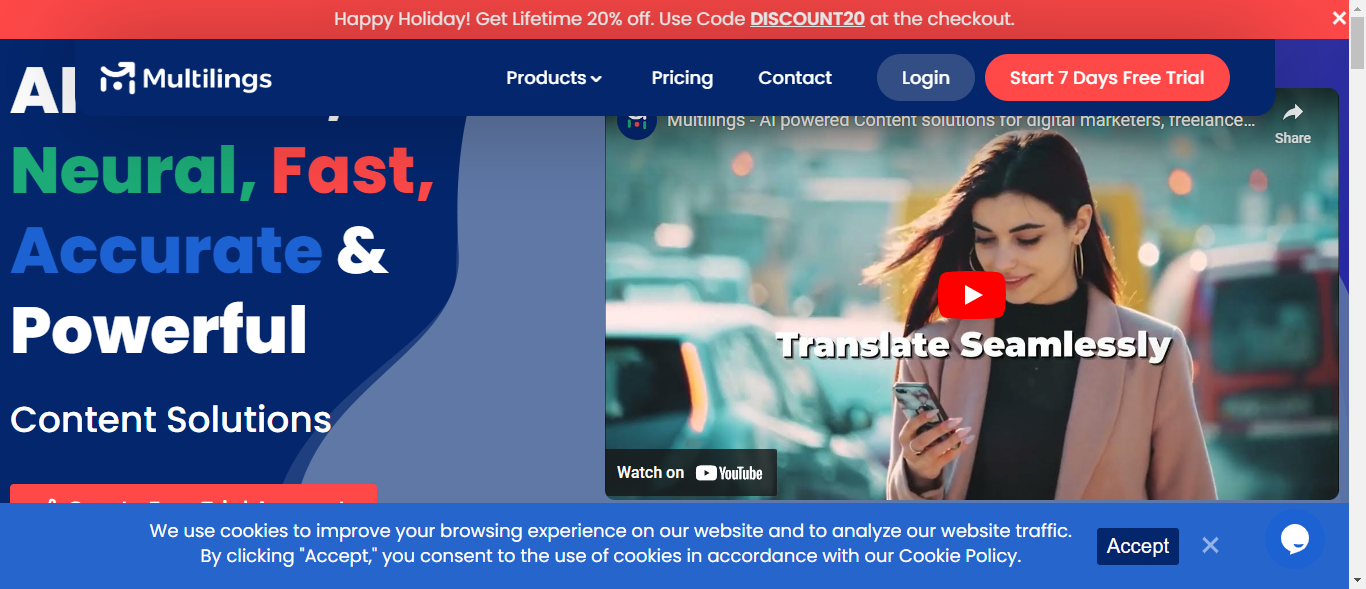 Happy Holiday! Get Lifetime 20% off. Use Code DISCOUNT20 at the checkout.
Multilings
Products
Pricing
Contact
Login
Start 7 Days Free Trial
AI
Neural, Fast,
Accurate &
Powerful
Content Solutions
Multilings - AI powered Content solutions for digital marketers, freelance...
Share
Translate Seamlessly
Watch on YouTube
We use cookies to improve your browsing experience on our website and to analyze our website traffic.
By clicking "Accept," you consent to the use of cookies in accordance with our Cookie Policy.
Accept